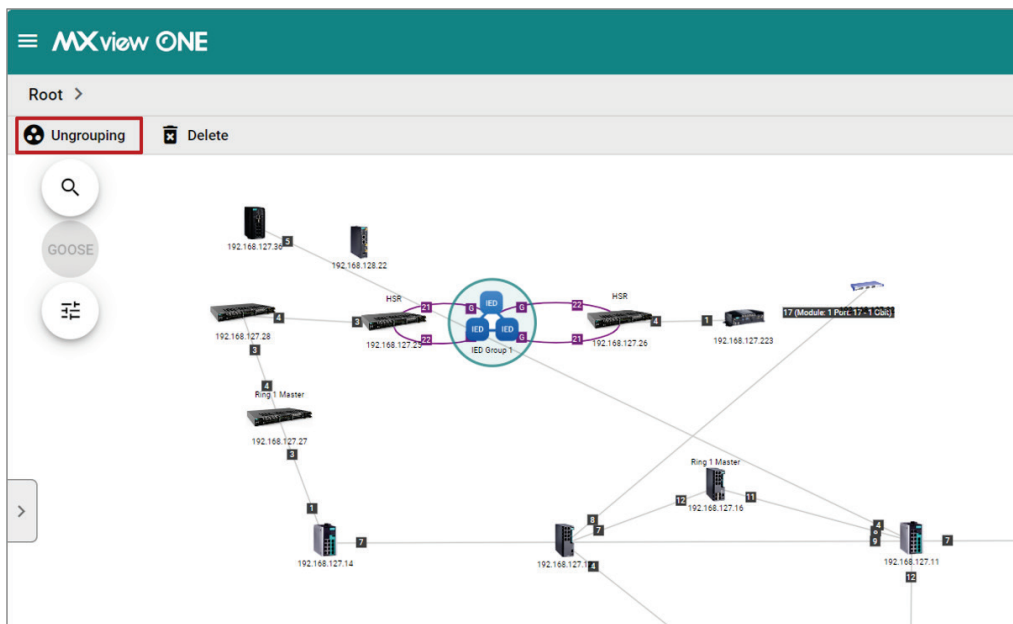 MXview ONE
Root >
Ungrouping
Delete
GOOSE
192.168.127.36
5
192.168.128.22
HSR
21
G
IED
G
22
HSR
17 (Module: 1 Port: 17 - 1 Gbit)
192.168.127.28
4
3
192.168.127.25
22
IED
IED
G
21
192.168.127.26
4
1
192.168.127.223
IED Group 1
3
4
Ring 1 Master
192.168.127.27
3
Ring 1 Master
12
11
192.168.127.16
1
8
7
4
9
7
192.168.127.14
7
4
192.168.127.11
12